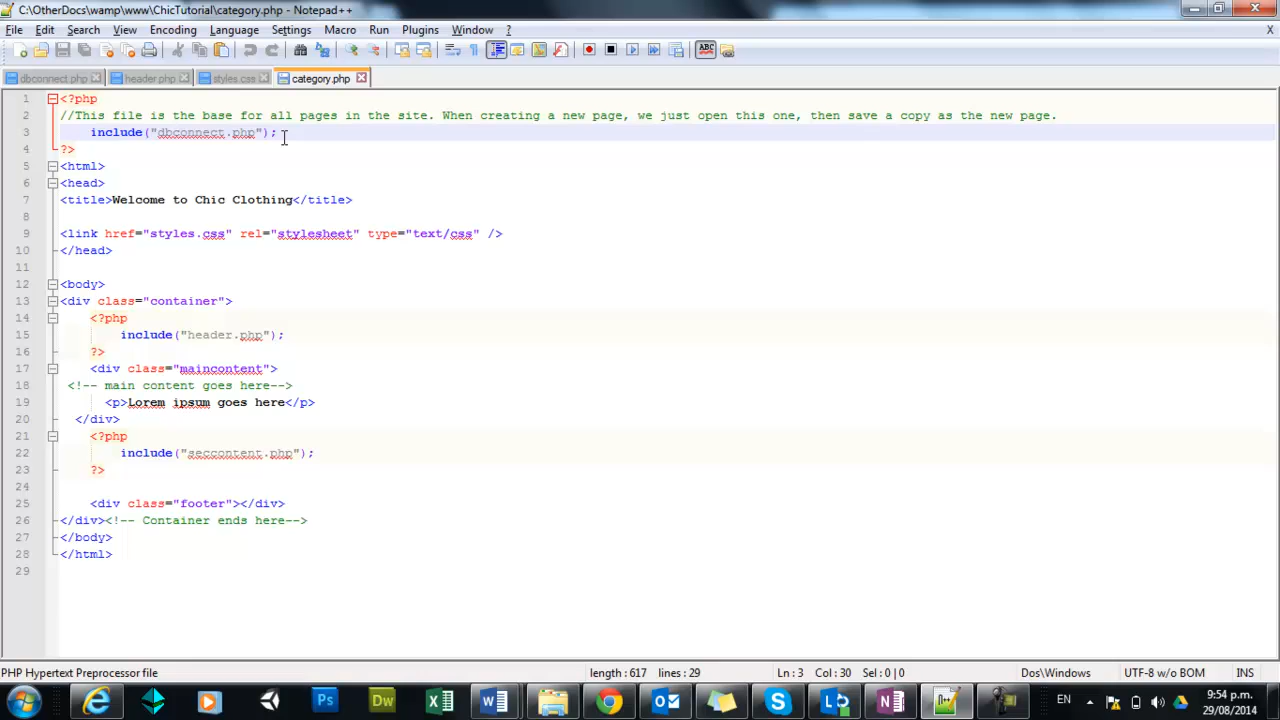 C:\OtherDocs\wamp\www\ChicTutorial\category.php - Notepad++
File Edit Search View Encoding Language Settings Macro Run Plugins Window ? X
ABC
dbconnect.php header.php styles.css category.php
1 <?php
2 //This file is the base for all pages in the site. When creating a new page, we just open this one, then save a copy as the new page.
3 include("dbconnect.php");
4 ?>
5 <html>
6 <head>
7 <title>Welcome to Chic Clothing</title>
8
9 <link href="styles.css" rel="stylesheet" type="text/css" />
10 </head>
11
12 <body>
13 <div class="container">
14 <?php
15 include("header.php");
16 ?>
17 <div class="maincontent">
18 <!-- main content goes here-->
19 <p>Lorem ipsum goes here</p>
20 </div>
21 <?php
22 include("seccontent.php");
23 ?>
24
25 <div class="footer"></div>
26 </div><!-- Container ends here-->
27 </body>
28 </html>
29
PHP Hypertext Preprocessor file length : 617 lines : 29 Ln : 3 Col : 30 Sel : 0 | 0 Dos\Windows UTF-8 w/o BOM INS
Ps Dw EN 9:54 p.m.
29/08/2014